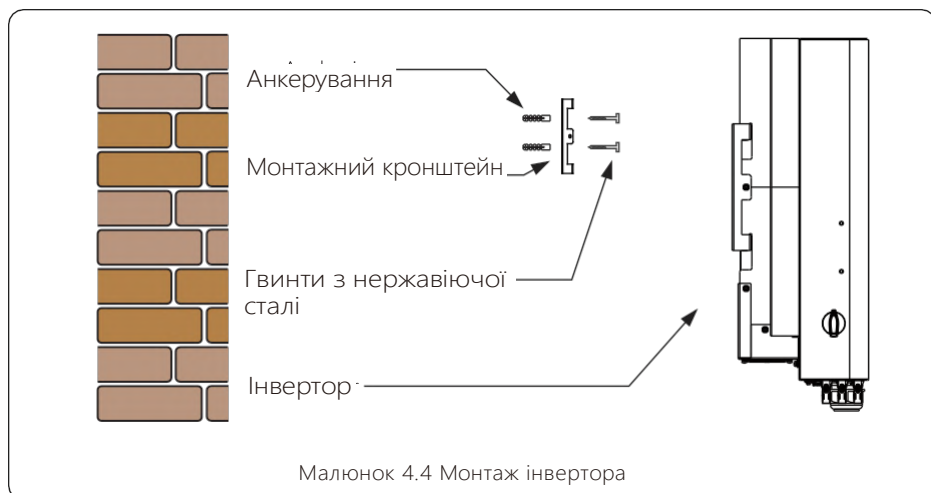 Анкерування
Монтажний кронштейн
Гвинти з нержавіючої
сталі
Інвертор
Малюнок 4.4 Монтаж інвертора